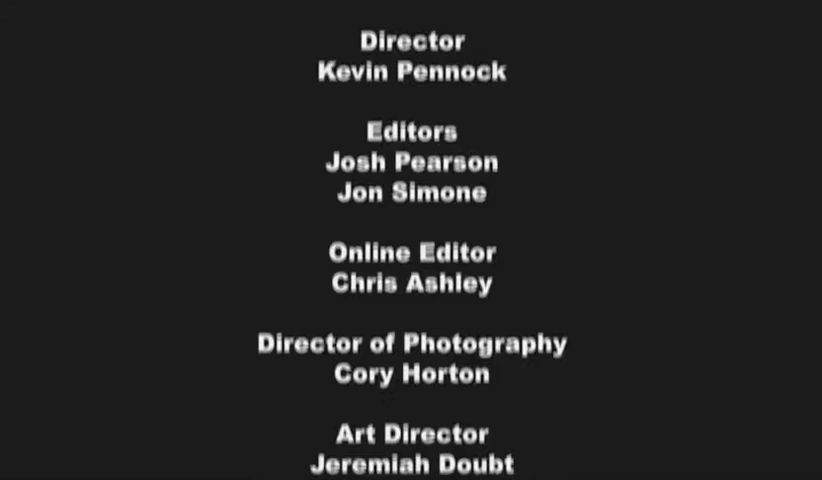 Director
Kevin Pennock
Editors
Josh Pearson
Jon Simone
Online Editor
Chris Ashley
Director of Photography
Cory Horton
Art Director
Jeremiah Doubt